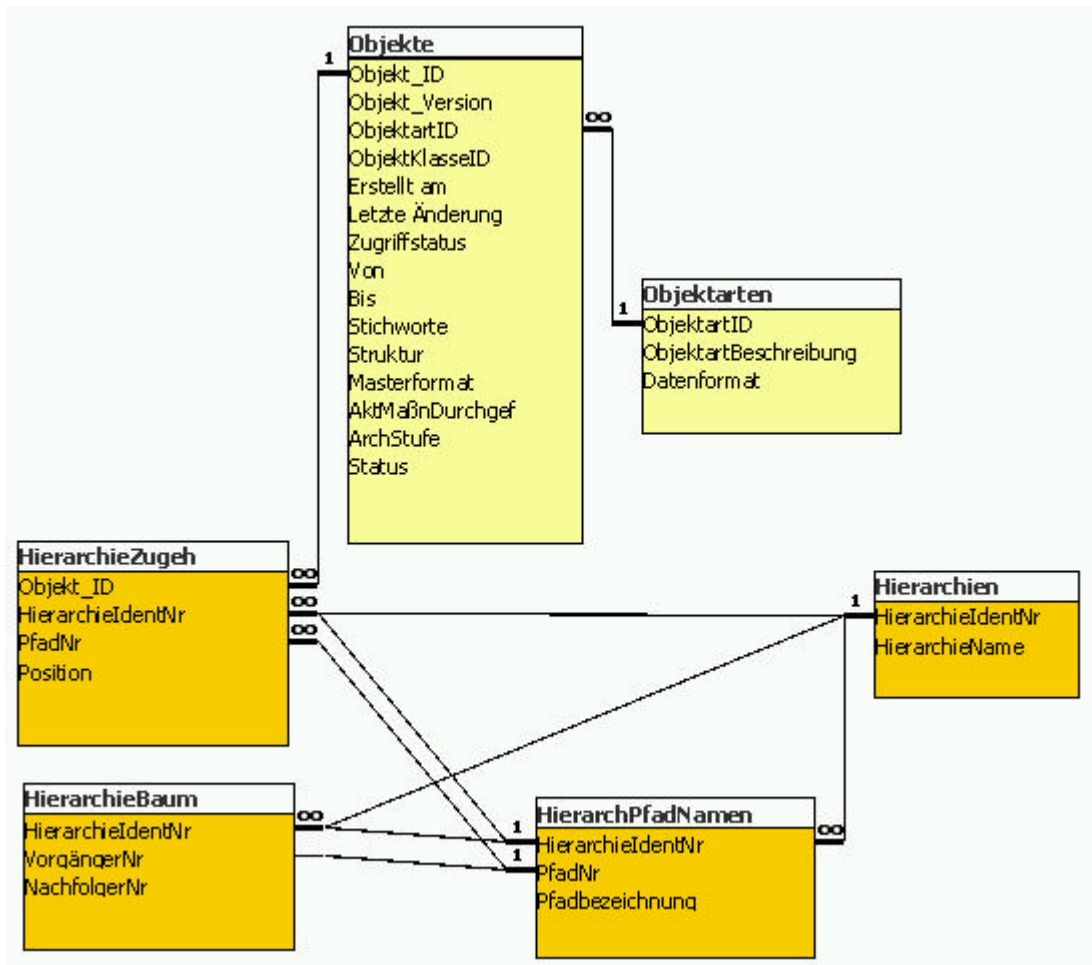 Objekte
1
Objekt_ID
Objekt_Version
∞
ObjektartID
ObjektKlasseID
Erstellt am
Letzte Änderung
Zugriffstatus
Von
Bis
Stichworte
Struktur
Masterformat
AktMaßnDurchgef
ArchStufe
Status
Objektarten
1
ObjektartID
ObjektartBeschreibung
Datenformat
HierarchieZugeh
∞
Objekt_ID
∞
HierarchieIdentNr
∞
PfadNr
Position
Hierarchien
1
HierarchieIdentNr
HierarchieName
HierarchieBaum
∞
HierarchieIdentNr
VorgängerNr
NachfolgerNr
HierarchPfadNamen
1
∞
HierarchieIdentNr
1
PfadNr
Pfadbezeichnung